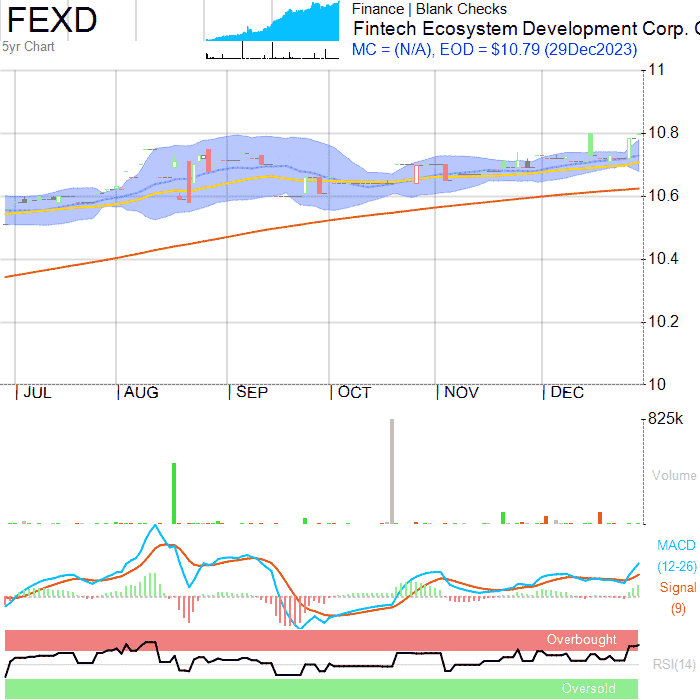 FEXD
5yr Chart
Finance | Blank Checks
Fintech Ecosystem Development Corp.
MC = (N/A), EOD = $10.79 (29Dec2023)
11
10.8
10.6
10.4
10.2
10
JUL AUG SEP OCT NOV DEC
825k
Volume
MACD
(12-26)
Signal
(9)
Overbought
RSI(14)
Oversold